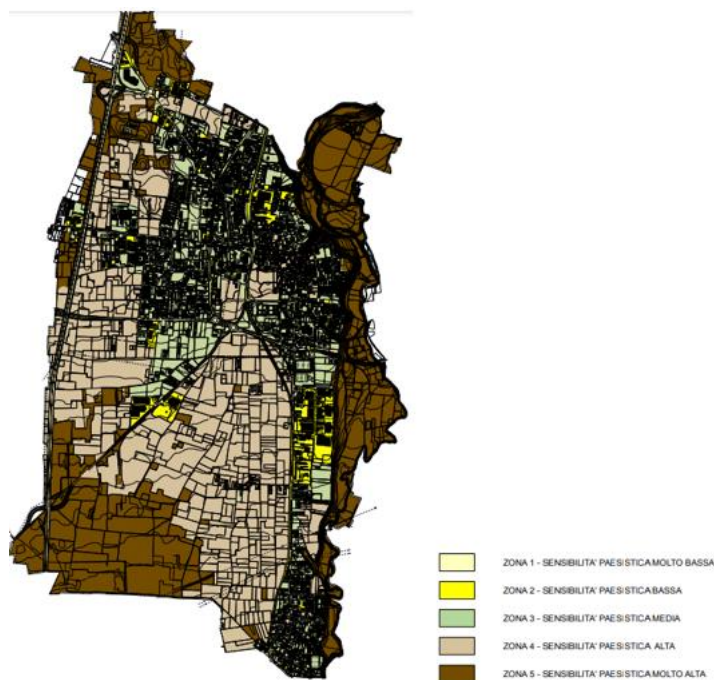 ZONA 1 - SENSIBILITA' PAESISTICA MOLTO BASSA
ZONA 2 - SENSIBILITA' PAESISTICA BASSA
ZONA 3 - SENSIBILITA' PAESISTICA MEDIA
ZONA 4 - SENSIBILITA' PAESISTICA ALTA
ZONA 5 - SENSIBILITA' PAESISTICA MOLTO ALTA